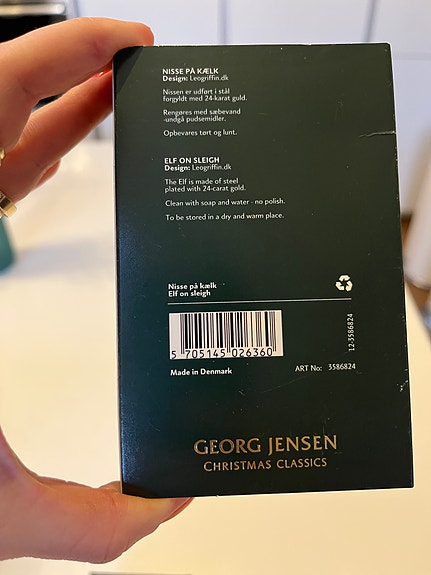 NISSE PÅ KÆLK
Design: Leogriffin.dk
Nissen er udført i stål
forgyldt med 24-karat guld.
Rengøres med sæbevand
-undgå pudsemidler.
Opbevares tørt og lunt.
ELF ON SLEIGH
Design: Leogriffin.dk
The Elf is made of steel
plated with 24-carat gold.
Clean with soap and water - no polish.
To be stored in a dry and warm place.
Nisse på kælk
Elf on sleigh
5 705145 026360
12-3586824
Made in Denmark
ART No: 3586824
GEORG JENSEN
CHRISTMAS CLASSICS